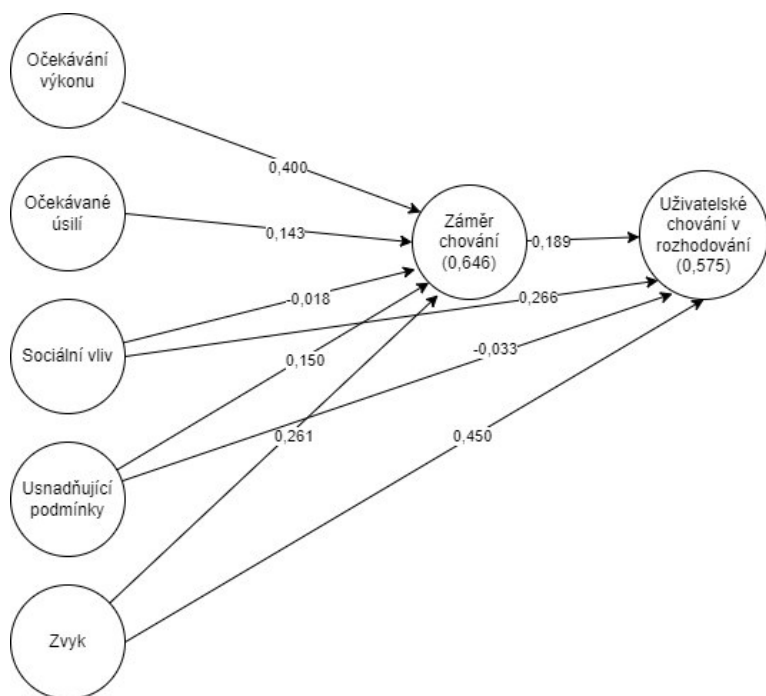 Očekávání
výkonu
0,400
Očekávané
úsilí
0,143
Záměr
chování
(0,646)
0,189
Uživatelské
chování v
rozhodování
(0,575)
Sociální vliv
-0,018
0,266
0,150
-0,033
Usnadňující
podmínky
0,261
0,450
Zvyk